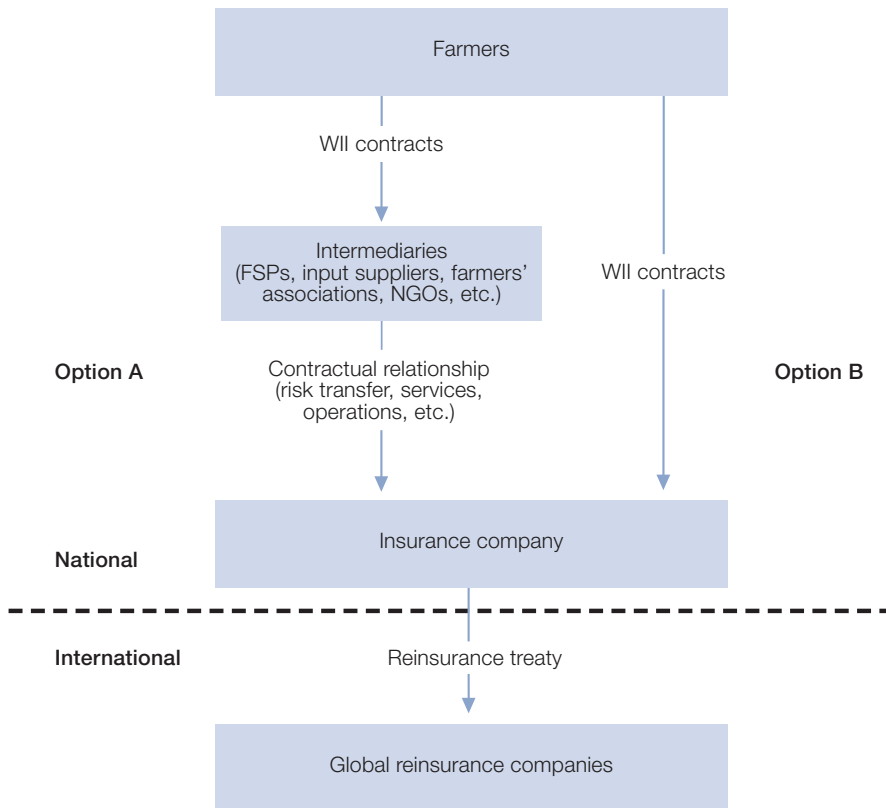 Farmers
WII contracts
Intermediaries
(FSPs, input suppliers, farmers’
associations, NGOs, etc.)
WII contracts
Option A
Contractual relationship
(risk transfer, services,
operations, etc.)
Option B
Insurance company
National
International
Reinsurance treaty
Global reinsurance companies